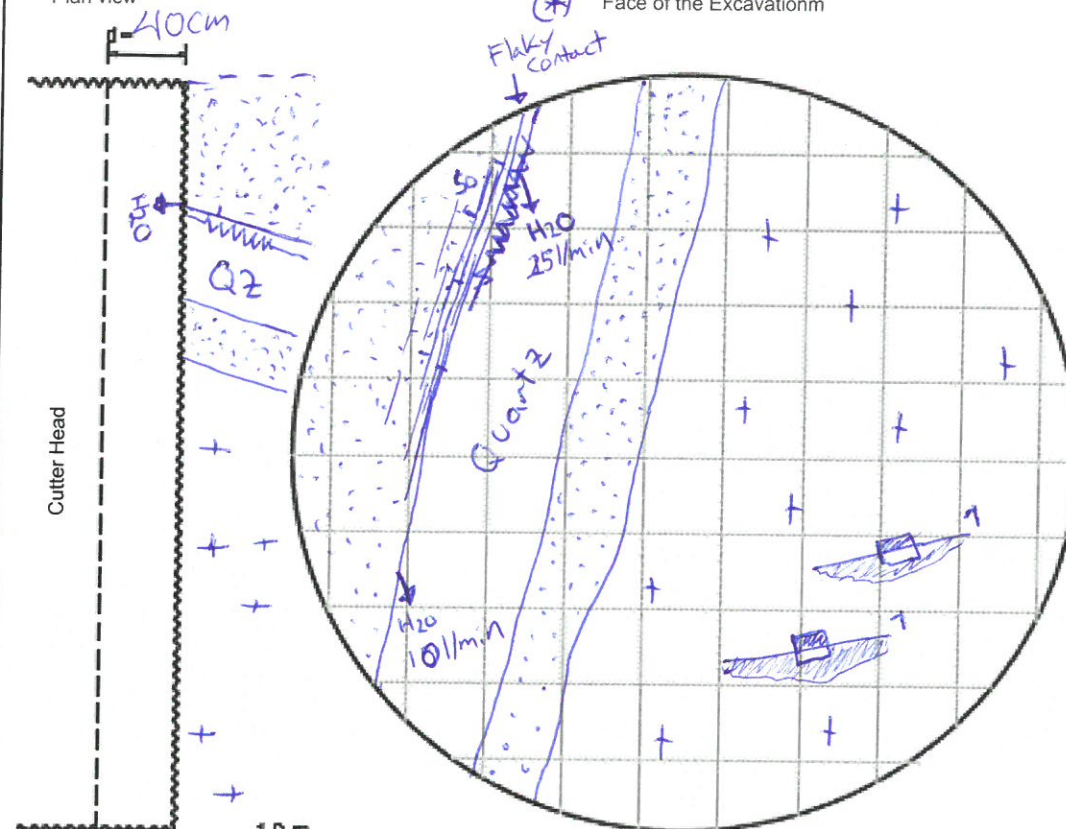 Plan view
40cm
(*) Face of the Excavationm
Flaky
contact
50
H2O
H2O
25l/min
QZ
Quartz
Cutter Head
1
H2O
10l/min
1